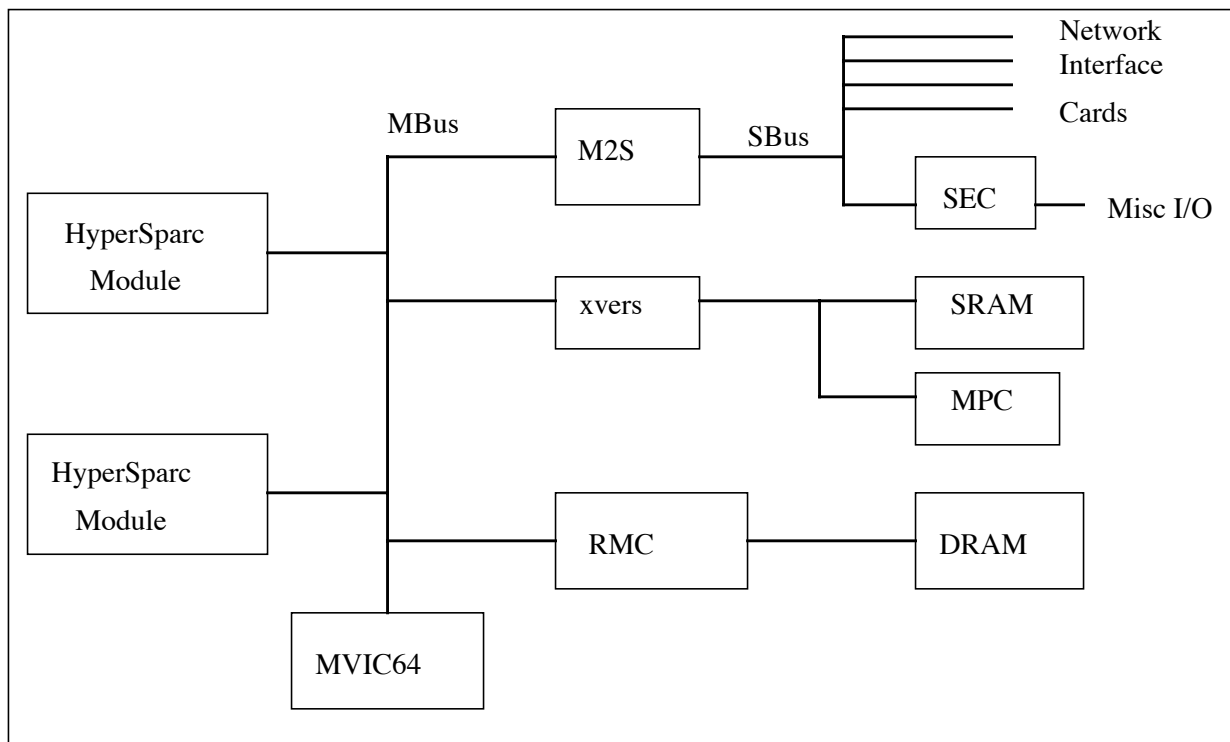 Network
Interface
Cards
MBus
M2S
SBus
SEC
Misc I/O
HyperSparc
Module
xvers
SRAM
MPC
HyperSparc
Module
RMC
DRAM
MVIC64